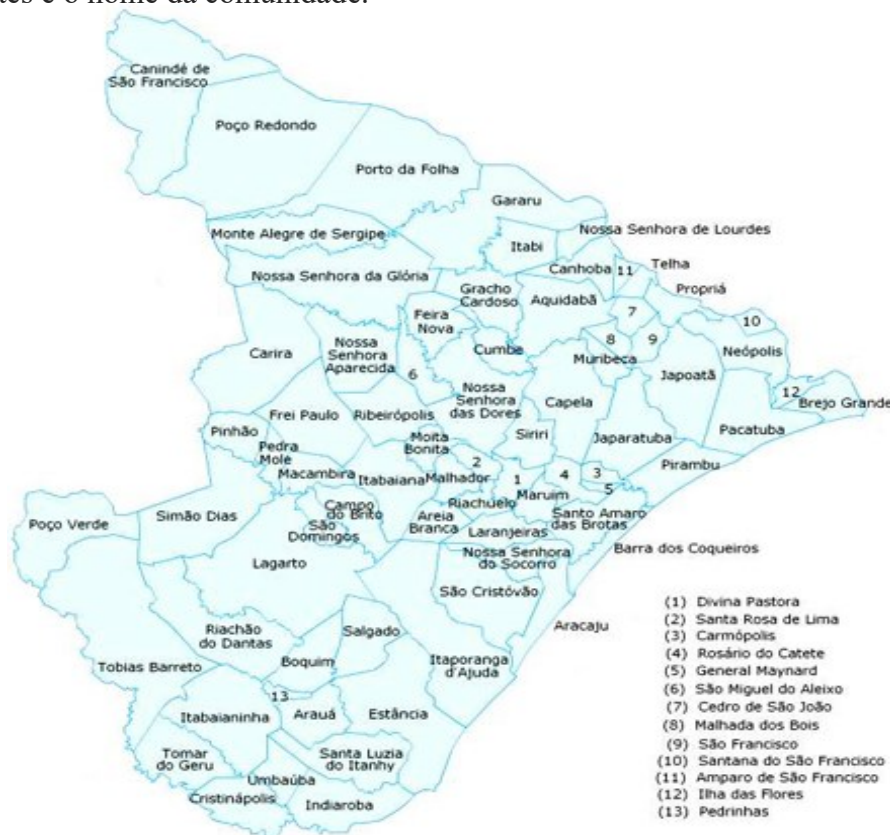 e o nome da comunidade.
Canindé de
São Francisco
Poço Redondo
Porto da Folha
Gararu
Nossa Senhora de Lourdes
Monte Alegre de Sergipe
Itabi
Telha
Canhoba
11
Nossa Senhora da Glória
Gracho
Cardoso
Aquidabã
Propriá
7
10
Feira
Nova
Carira
Nossa
Senhora
Aparecida
Cumbe
8
9
Muribeca
Neópolis
6
Japoatã
12
Brejo Grande
Nossa
Senhora
das Dores
Capela
Frei Paulo
Ribeirópolis
Pacatuba
Pinhão
Siriri
Japaratuba
Moita
Bonita
Pedra
Mole
Pirambu
2
Macambira
Itabaiana
Malhador
1
4
3
5
Maruim
Poço Verde
Simão Dias
Campo
do Brito
Riachuelo
Santo Amaro
das Brotas
Areia
Branca
São
Domingos
Laranjeiras
Barra dos Coqueiros
Nossa Senhora
do Socorro
Lagarto
São Cristóvão
Aracaju
Riachão
do Dantas
Salgado
Tobias Barreto
Boquim
Itaporanga
d'Ajuda
13
Itabaianinha
Arauá
Estância
Tomar
do Geru
Santa Luzia
do Itanhy
Umbaúba
Cristinápolis
Indiaroba
(1) Divina Pastora
(2) Santa Rosa de Lima
(3) Carmópolis
(4) Rosário do Catete
(5) General Maynard
(6) São Miguel do Aleixo
(7) Cedro de São João
(8) Malhada dos Bois
(9) São Francisco
(10) Santana do São Francisco
(11) Amparo de São Francisco
(12) Ilha das Flores
(13) Pedrinhas